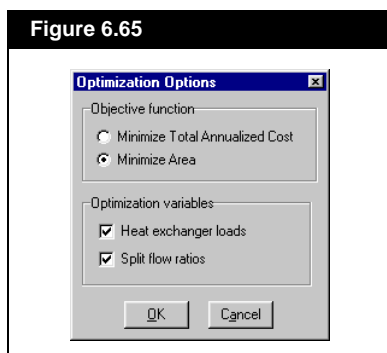 Figure 6.65
Optimization Options
Objective function
Minimize Total Annualized Cost
Minimize Area
Optimization variables
Heat exchanger loads
Split flow ratios
OK Cancel